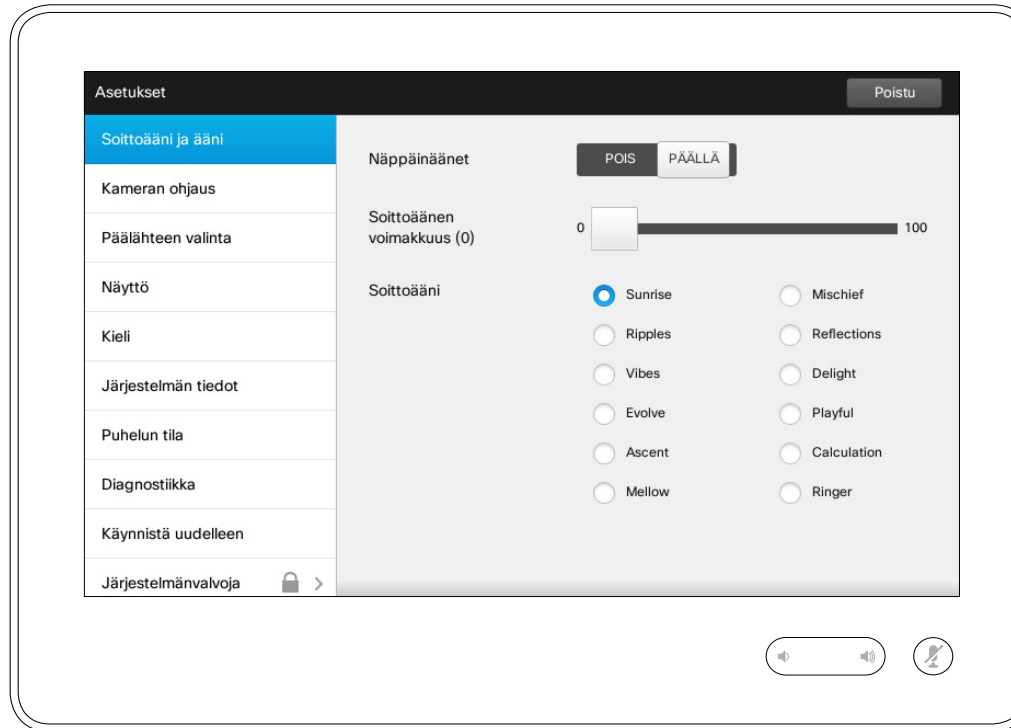 Asetukset
Poistu
Soittoääni ja ääni
Kameran ohjaus
Päälähteen valinta
Näyttö
Kieli
Järjestelmän tiedot
Puhelun tila
Diagnostiikka
Käynnistä uudelleen
Järjestelmänvalvoja
Näppäinäänet
POIS PÄÄLLÄ
Soittoäänen
voimakkuus (0)
0 100
Soittoääni
Sunrise Mischief
Ripples Reflections
Vibes Delight
Evolve Playful
Ascent Calculation
Mellow Ringer